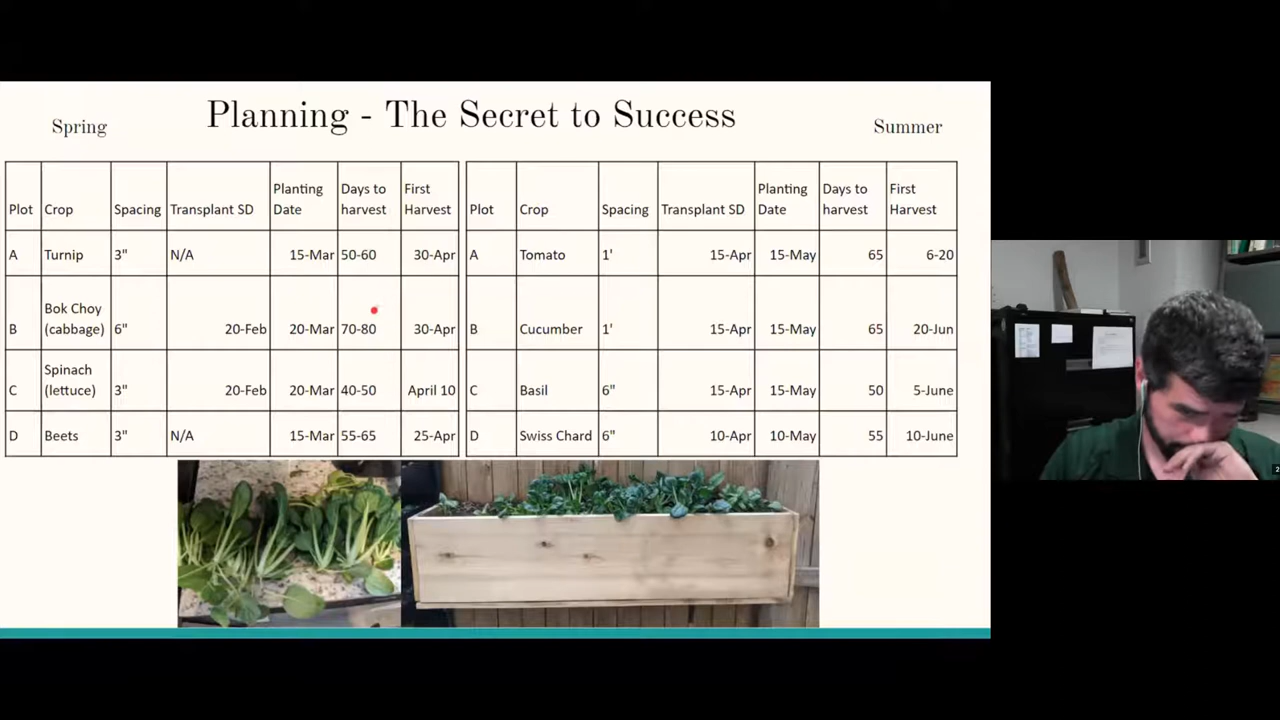 Planning - The Secret to Success
Spring
Summer
Plot Crop Spacing Transplant SD Planting Date Days to harvest First Harvest
A Turnip 3" N/A 15-Mar 50-60 30-Apr
B Bok Choy (cabbage) 6" 20-Feb 20-Mar 70-80 30-Apr
C Spinach (lettuce) 3" 20-Feb 20-Mar 40-50 April 10
D Beets 3" N/A 15-Mar 55-65 25-Apr
Plot Crop Spacing Transplant SD Planting Date Days to harvest First Harvest
A Tomato 1' 15-Apr 15-May 65 6-20
B Cucumber 1' 15-Apr 15-May 65 20-Jun
C Basil 6" 15-Apr 15-May 50 5-June
D Swiss Chard 6" 10-Apr 10-May 55 10-June